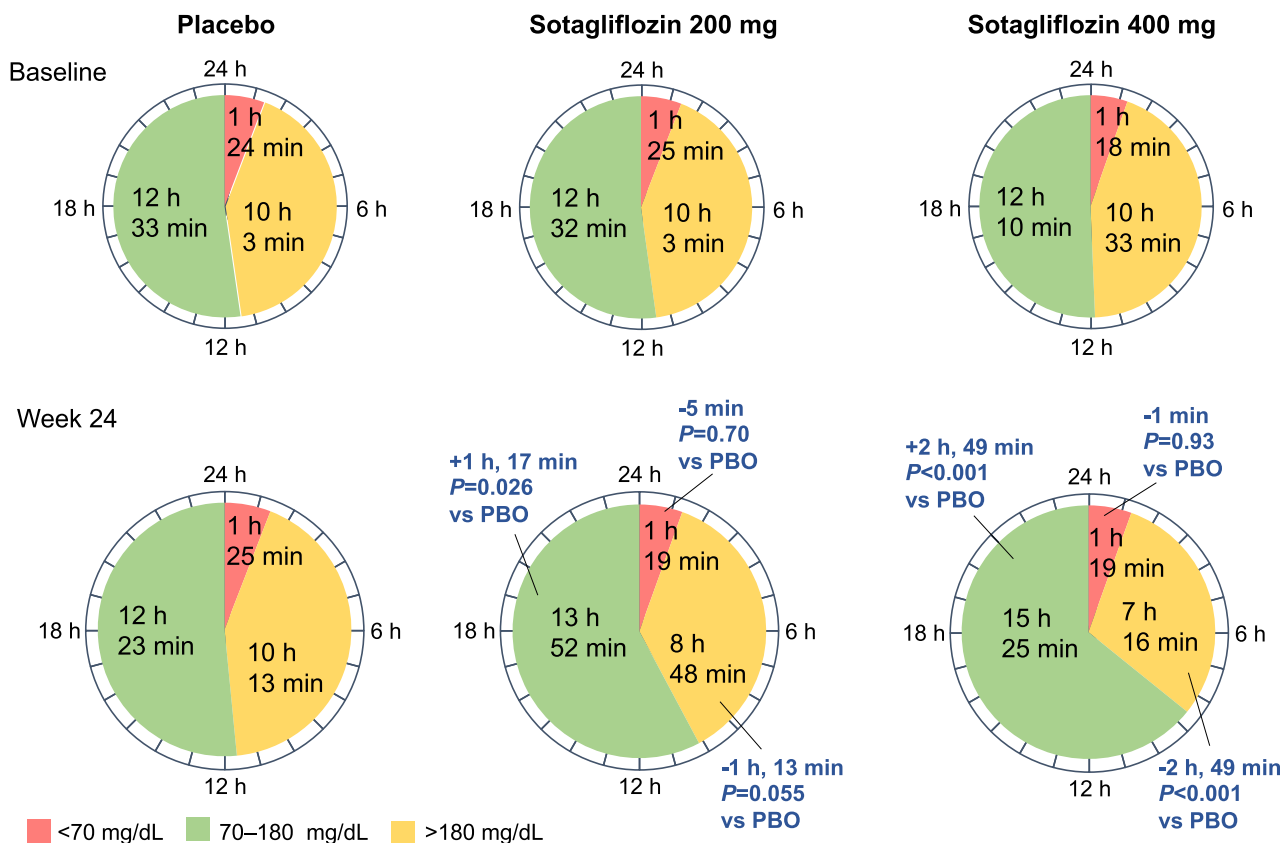 Placebo
Sotagliflozin 200 mg
Sotagliflozin 400 mg
Baseline
24 h
1 h
24 min
12 h
33 min
10 h
3 min
18 h
6 h
12 h
24 h
1 h
25 min
12 h
32 min
10 h
3 min
18 h
6 h
12 h
24 h
1 h
18 min
12 h
10 min
10 h
33 min
18 h
6 h
12 h
Week 24
24 h
1 h
25 min
12 h
23 min
10 h
13 min
18 h
6 h
12 h
-5 min
P=0.70
vs PBO
+1 h, 17 min
P=0.026
vs PBO
24 h
1 h
19 min
13 h
52 min
8 h
48 min
18 h
6 h
12 h
-1 h, 13 min
P=0.055
vs PBO
-1 min
P=0.93
vs PBO
+2 h, 49 min
P<0.001
vs PBO
24 h
1 h
19 min
15 h
25 min
7 h
16 min
18 h
6 h
12 h
-2 h, 49 min
P<0.001
vs PBO
<70 mg/dL
70–180 mg/dL
>180 mg/dL